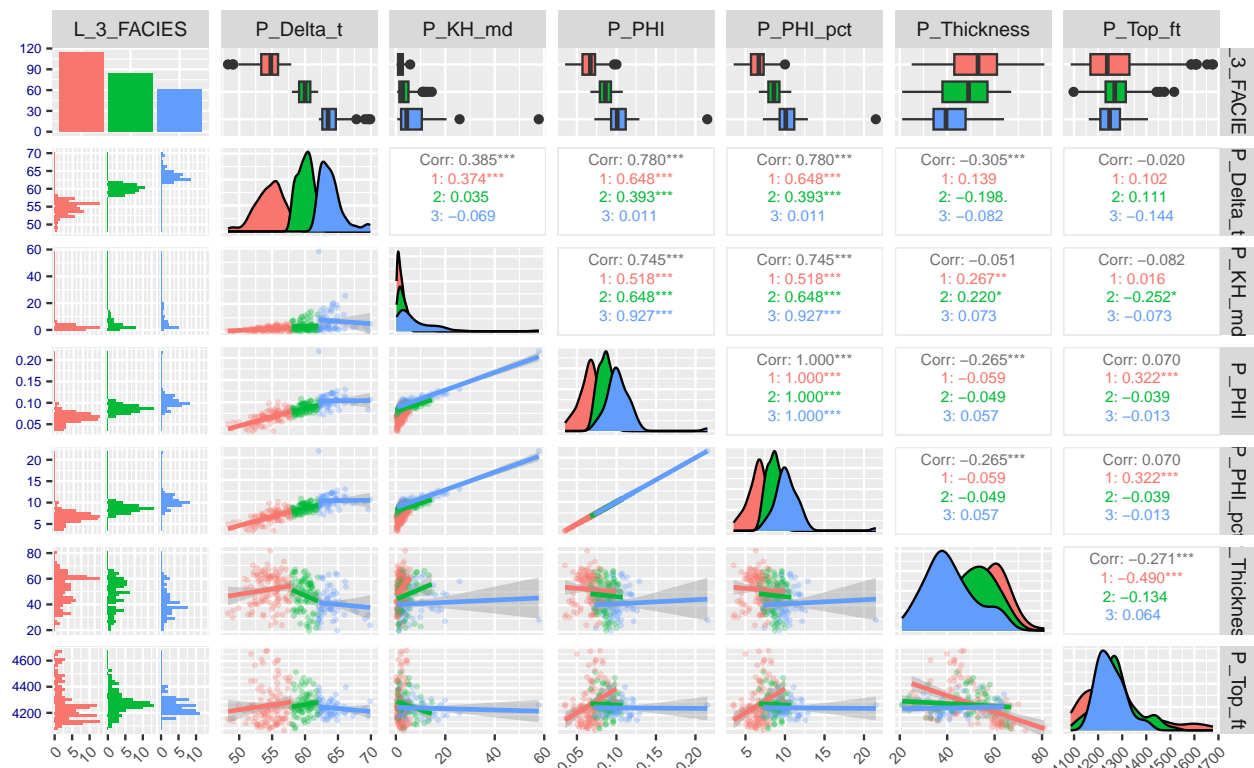 L_3_FACIES P_Delta_t P_KH_md P_PHI P_PHI_pct P_Thickness P_Top_ft
120
90
60
30
0
_3_FACIE
70
65
60
55
50
Corr: 0.385*** Corr: 0.780*** Corr: 0.780*** Corr: −0.305*** Corr: −0.020
1: 0.374*** 1: 0.648*** 1: 0.648*** 1: 0.139 1: 0.102
2: 0.035 2: 0.393*** 2: 0.393*** 2: −0.198. 2: 0.111
3: −0.069 3: 0.011 3: 0.011 3: −0.082 3: −0.144
P_Delta_t
60
40
20
0
Corr: 0.745*** Corr: 0.745*** Corr: −0.051 Corr: −0.082
1: 0.518*** 1: 0.518*** 1: 0.267** 1: 0.016
2: 0.648*** 2: 0.648*** 2: 0.220* 2: −0.252*
3: 0.927*** 3: 0.927*** 3: 0.073 3: −0.073
P_KH_md
0.20
0.15
0.10
0.05
Corr: 1.000*** Corr: −0.265*** Corr: 0.070
1: 1.000*** 1: −0.059 1: 0.322***
2: 1.000*** 2: −0.049 2: −0.039
3: 1.000*** 3: 0.057 3: −0.013
P_PHI
20
15
10
5
Corr: −0.265*** Corr: 0.070
1: −0.059 1: 0.322***
2: −0.049 2: −0.039
3: 0.057 3: −0.013
P_PHI_pct
80
60
40
20
Corr: −0.271***
1: −0.490***
2: −0.134
3: 0.064
_Thickness
4600
4400
4200
P_Top_ft
0 5 10 0 10 0 5 10 50 55 60 65 70 0 20 40 60 0.05 0.10 0.15 0.20 5 10 15 20 20 40 60 80